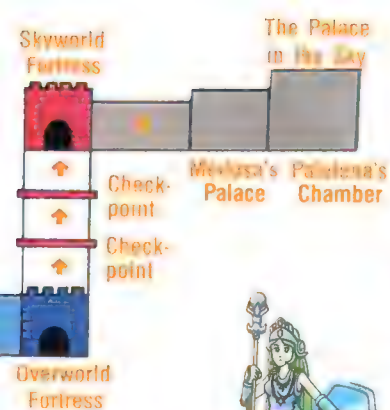 Skyworld
Fortress
The Palace
in the Sky
Medusa's
Palace
Palutena's
Chamber
Check-
point
Check-
point
Overworld
Fortress